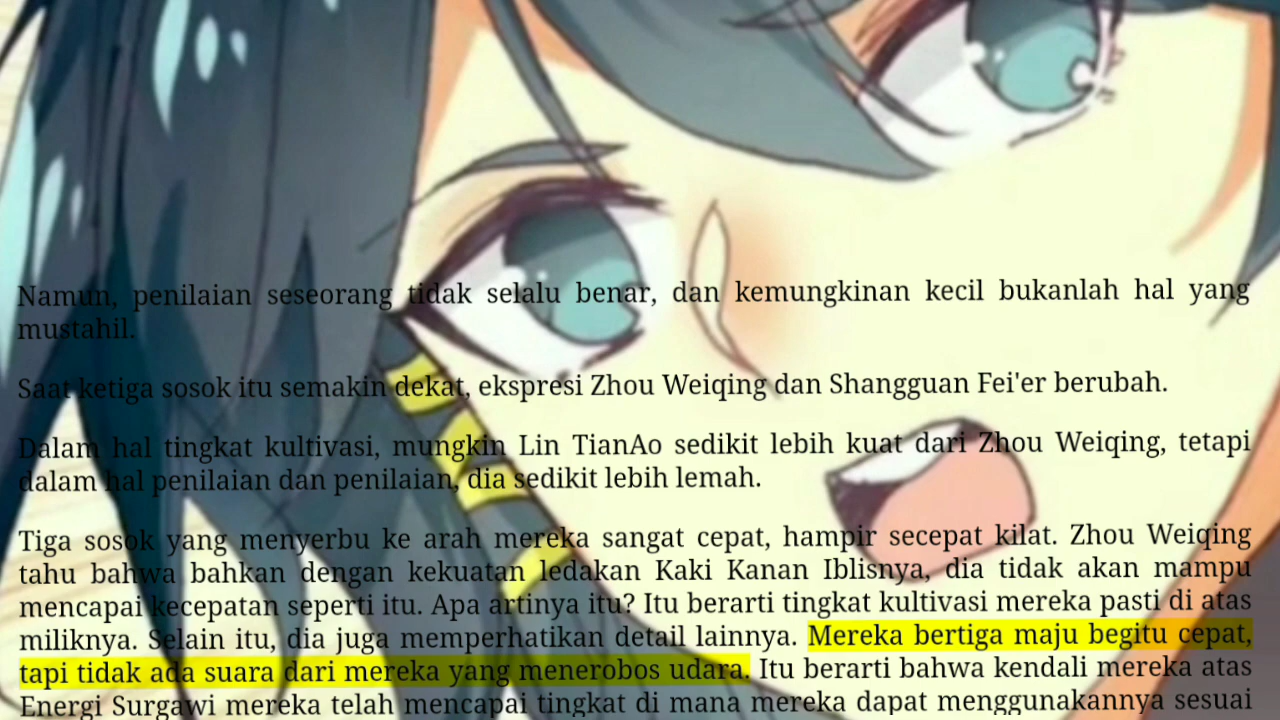 Namun, penilaian seseorang tidak selalu benar, dan kemungkinan kecil bukanlah hal yang
mustahil.
Saat ketiga sosok itu semakin dekat, ekspresi Zhou Weiqing dan Shangguan Fei'er berubah.
Dalam hal tingkat kultivasi, mungkin Lin TianAo sedikit lebih kuat dari Zhou Weiqing, tetapi
dalam hal penilaian dan penilaian, dia sedikit lebih lemah.
Tiga sosok yang menyerbu ke arah mereka sangat cepat, hampir secepat kilat. Zhou Weiqing
tahu bahwa bahkan dengan kekuatan ledakan Kaki Kanan Iblisnya, dia tidak akan mampu
mencapai kecepatan seperti itu. Apa artinya itu? Itu berarti tingkat kultivasi mereka pasti di atas
miliknya. Selain itu, dia juga memperhatikan detail lainnya. Mereka bertiga maju begitu cepat,
tapi tidak ada suara dari mereka yang menerobos udara. Itu berarti bahwa kendali mereka atas
Energi Surgawi mereka telah mencapai tingkat di mana mereka dapat menggunakannya sesuai